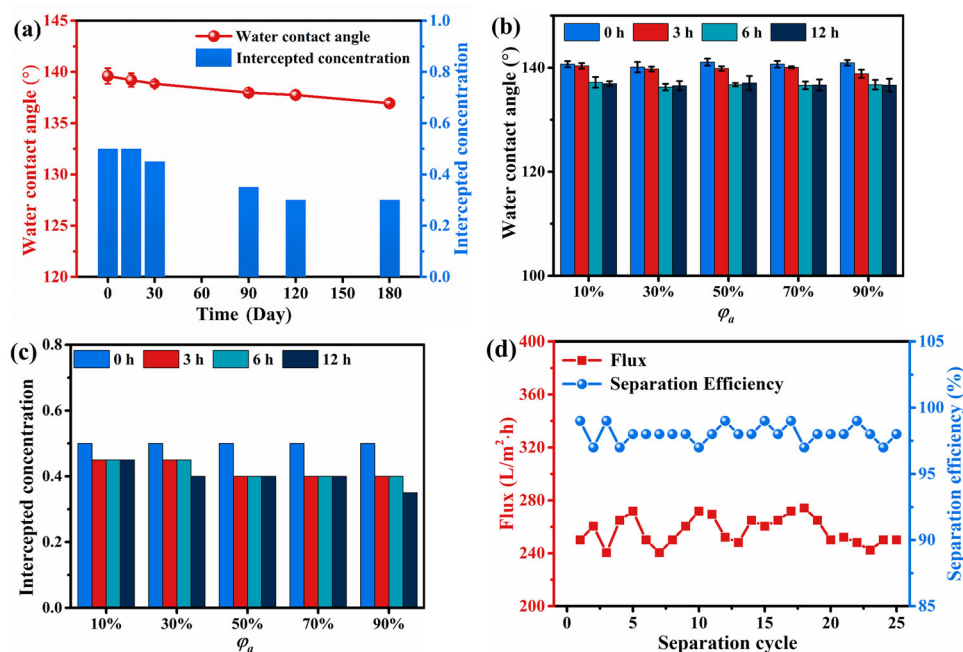 (a)
145
140
135
130
125
120
Water contact angle (°)
Water contact angle
Intercepted concentration
1.0
0.8
0.6
0.4
0.2
0.0
Intercepted concentration
0 30 60 90 120 150 180
Time (Day)
(b)
0 h 3 h 6 h 12 h
140
120
100
Water contact angle (°)
10% 30% 50% 70% 90%
φa
(c)
0 h 3 h 6 h 12 h
0.8
0.6
0.4
0.2
0.0
Intercepted concentration
10% 30% 50% 70% 90%
φa
(d)
Flux
Separation Efficiency
400
360
320
280
240
200
Flux (L/m²·h)
105
100
95
90
85
Separation efficiency (%)
0 5 10 15 20 25
Separation cycle